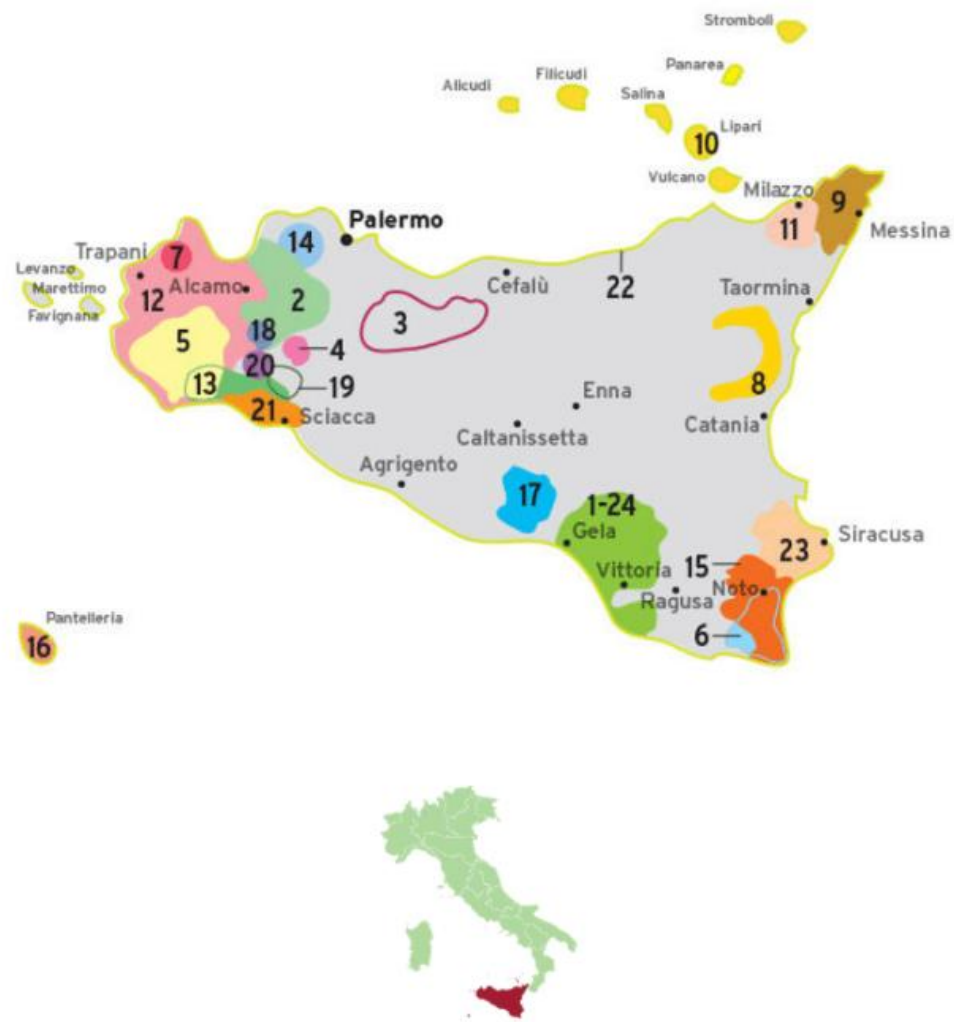 Stromboli
Panarea
Filicudi
Alicudi
Salina
Lipari
10
Vulcano
Milazzo
9
11
Messina
Palermo
14
Trapani
7
Levanzo
Marettimo
Favignana
12
Alcamo
2
Cefalù
22
Taormina
3
18
5
4
20
13
19
21
Sciacca
8
Enna
Catania
Caltanissetta
Agrigento
17
1-24
Gela
Siracusa
23
Vittoria
15
Noto
Ragusa
6
Pantelleria
16